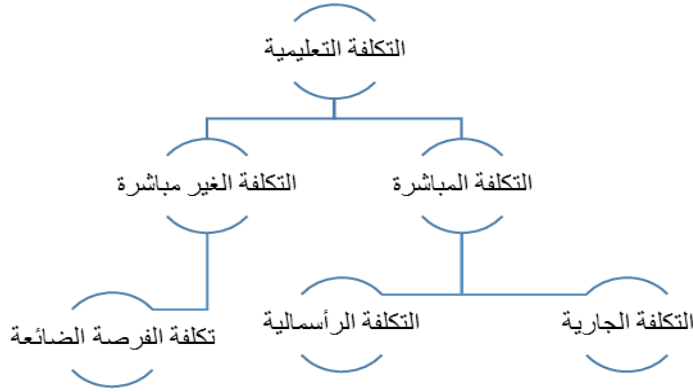 التكلفة التعليمية
التكلفة المباشرة
التكلفة الغير مباشرة
التكلفة الجارية
التكلفة الرأسمالية
تكلفة الفرصة الضائعة